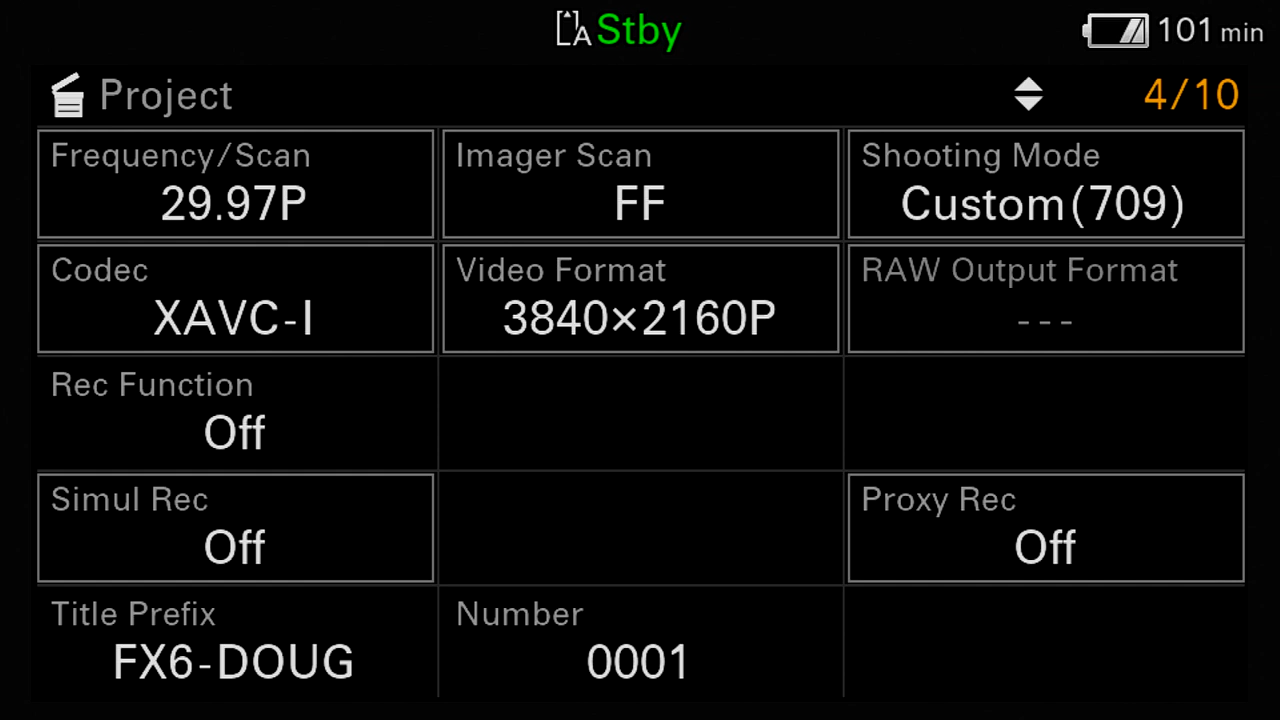 A Stby 101 min
Project 4/10
Frequency/Scan Imager Scan Shooting Mode
29.97P FF Custom(709)
Codec Video Format RAW Output Format
XAVC-I 3840×2160P ---
Rec Function
Off
Simul Rec Proxy Rec
Off Off
Title Prefix Number
FX6-DOUG 0001